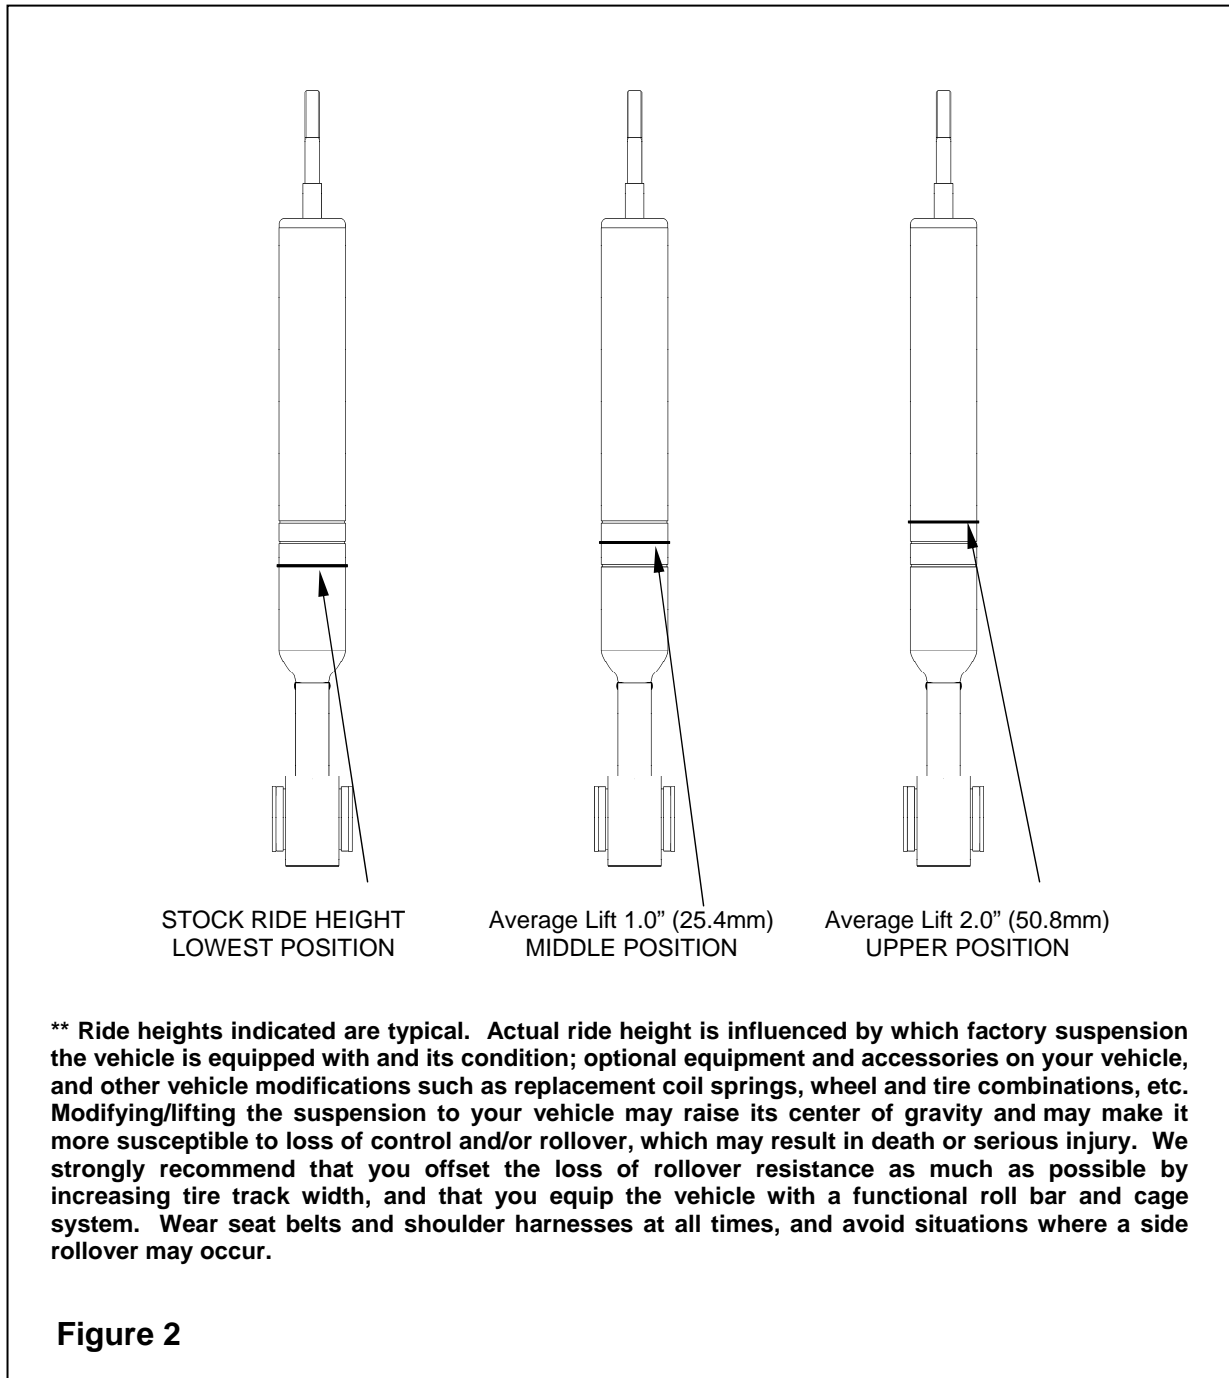 STOCK RIDE HEIGHT
LOWEST POSITION
Average Lift 1.0” (25.4mm)
MIDDLE POSITION
Average Lift 2.0” (50.8mm)
UPPER POSITION
** Ride heights indicated are typical. Actual ride height is influenced by which factory suspension
the vehicle is equipped with and its condition; optional equipment and accessories on your vehicle,
and other vehicle modifications such as replacement coil springs, wheel and tire combinations, etc.
Modifying/lifting the suspension to your vehicle may raise its center of gravity and may make it
more susceptible to loss of control and/or rollover, which may result in death or serious injury. We
strongly recommend that you offset the loss of rollover resistance as much as possible by
increasing tire track width, and that you equip the vehicle with a functional roll bar and cage
system. Wear seat belts and shoulder harnesses at all times, and avoid situations where a side
rollover may occur.
Figure 2